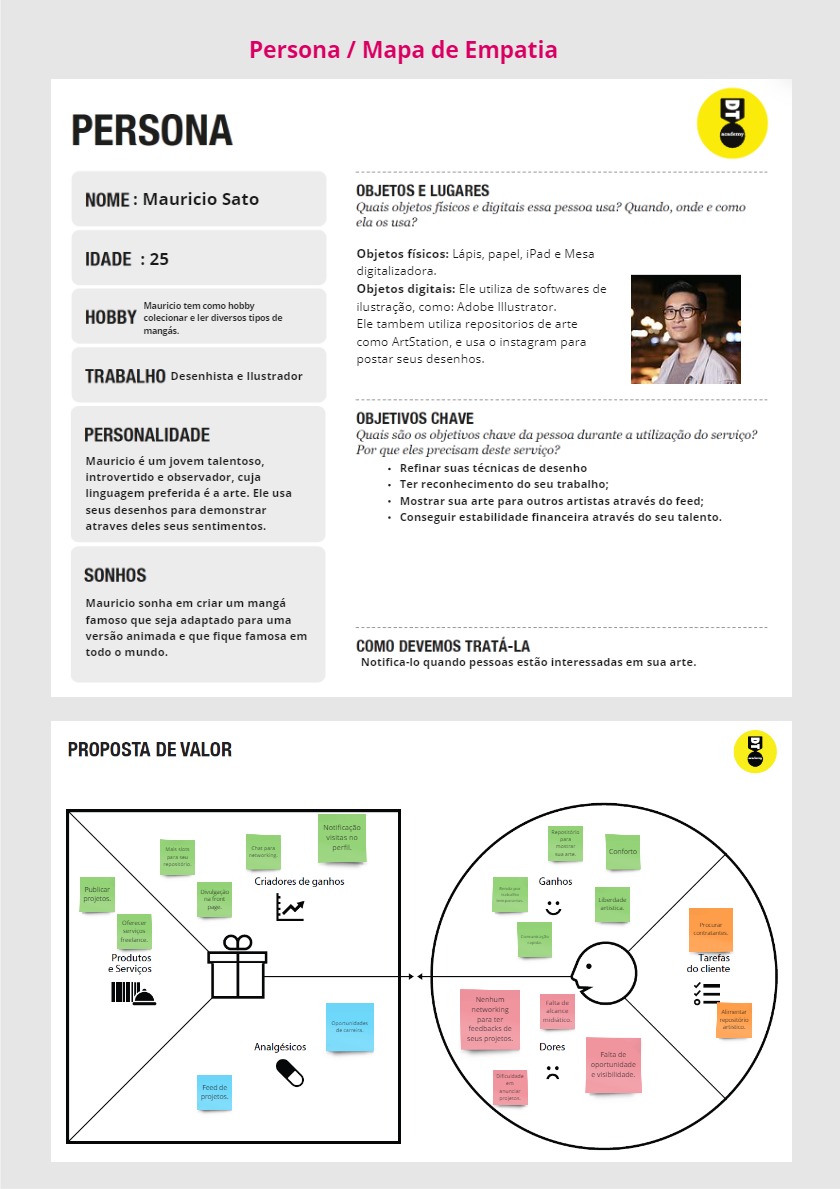 Persona / Mapa de Empatia
PERSONA
DT
academy
NOME : Mauricio Sato
IDADE : 25
HOBBY
Mauricio tem como hobby
colecionar e ler diversos tipos de
mangás.
TRABALHO Desenhista e Ilustrador
PERSONALIDADE
Mauricio é um jovem talentoso,
introvertido e observador, cuja
linguagem preferida é a arte. Ele usa
seus desenhos para demonstrar
atraves deles seus sentimentos.
SONHOS
Mauricio sonha em criar um mangá
famoso que seja adaptado para uma
versão animada e que fique famosa em
todo o mundo.
OBJETOS E LUGARES
Quais objetos físicos e digitais essa pessoa usa? Quando, onde e como
ela os usa?
Objetos físicos: Lápis, papel, iPad e Mesa
digitalizadora.
Objetos digitais: Ele utiliza de softwares de
ilustração, como: Adobe Illustrator.
Ele tambem utiliza repositorios de arte
como ArtStation, e usa o instagram para
postar seus desenhos.
OBJETIVOS CHAVE
Quais são os objetivos chave da pessoa durante a utilização do serviço?
Por que eles precisam deste serviço?
• Refinar suas técnicas de desenho
• Ter reconhecimento do seu trabalho;
• Mostrar sua arte para outros artistas através do feed;
• Conseguir estabilidade financeira através do seu talento.
COMO DEVEMOS TRATÁ-LA
Notifica-lo quando pessoas estão interessadas em sua arte.
PROPOSTA DE VALOR
DT
academy
Notificação
visitas no
perfil.
Mais slots
para seu
repositório.
Chat para
networking.
Publicar
projetos.
Divulgação
na front
page.
Criadores de ganhos
Oferecer
serviços
freelance.
Produtos
e Serviços
Analgésicos
Oportunidades
de carreira.
Feed de
projetos.
Repositório
para
mostrar
sua arte.
Conforto
Ganhos
Liberdade
artística.
Procurar
contratantes.
Tarefas
do cliente
Alimentar
repositório
artístico.
Nenhum
networking
para ter
feedbacks de
seus projetos.
Falta de
alcance
midiático.
Dores
Falta de
oportunidade
e visibilidade.
Dificuldade
em
anunciar
projetos.